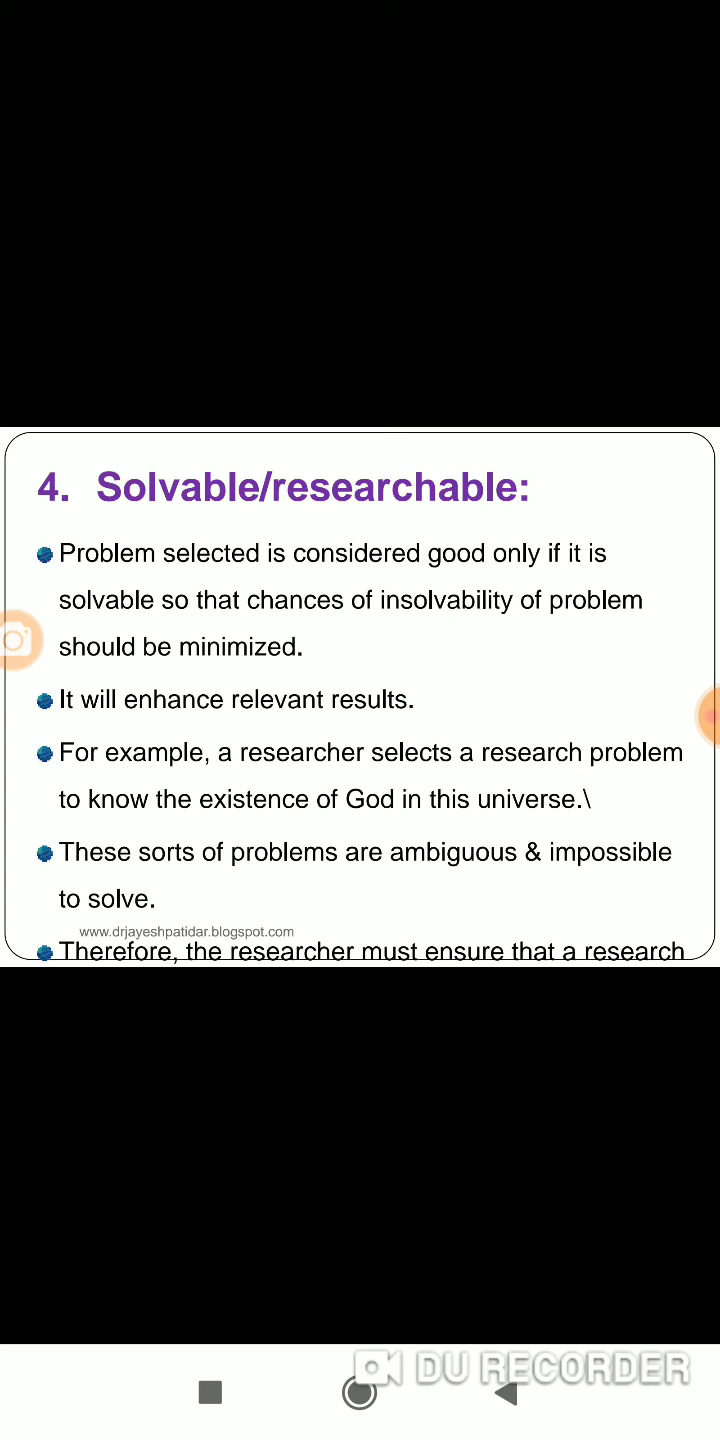 4. Solvable/researchable:
Problem selected is considered good only if it is
solvable so that chances of insolvability of problem
should be minimized.
It will enhance relevant results.
For example, a researcher selects a research problem
to know the existence of God in this universe.\
These sorts of problems are ambiguous & impossible
to solve.
www.drjayeshpatidar.blogspot.com
Therefore, the researcher must ensure that a research
DU RECORDER